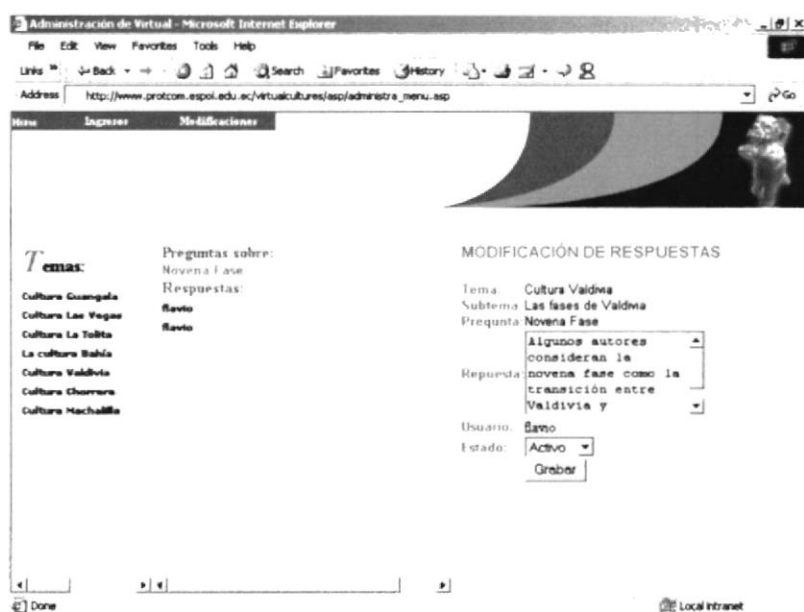 Administración de Virtual - Microsoft Internet Explorer
File Edit View Favorites Tools Help
Links » Back Search Favorites History
Address http://www.protcom.espol.edu.ec/virtualcultures/asp/administra_menu.asp Go
Home Ingresos Modificaciones
Temas:
Cultura Guangala
Cultura Las Vegas
Cultura La Tolita
La cultura Bahía
Cultura Valdivia
Cultura Chorrera
Cultura Machalilla
Preguntas sobre:
Novena Fase
Respuestas:
flavio
flavio
MODIFICACIÓN DE RESPUESTAS
Tema: Cultura Valdivia
Subtema: Las fases de Valdivia
Pregunta: Novena Fase
Repuesta: Algunos autores
consideran la
novena fase como la
transición entre
Valdivia y
Usuario: flavio
Estado: Activo
Grabar
Done Local intranet